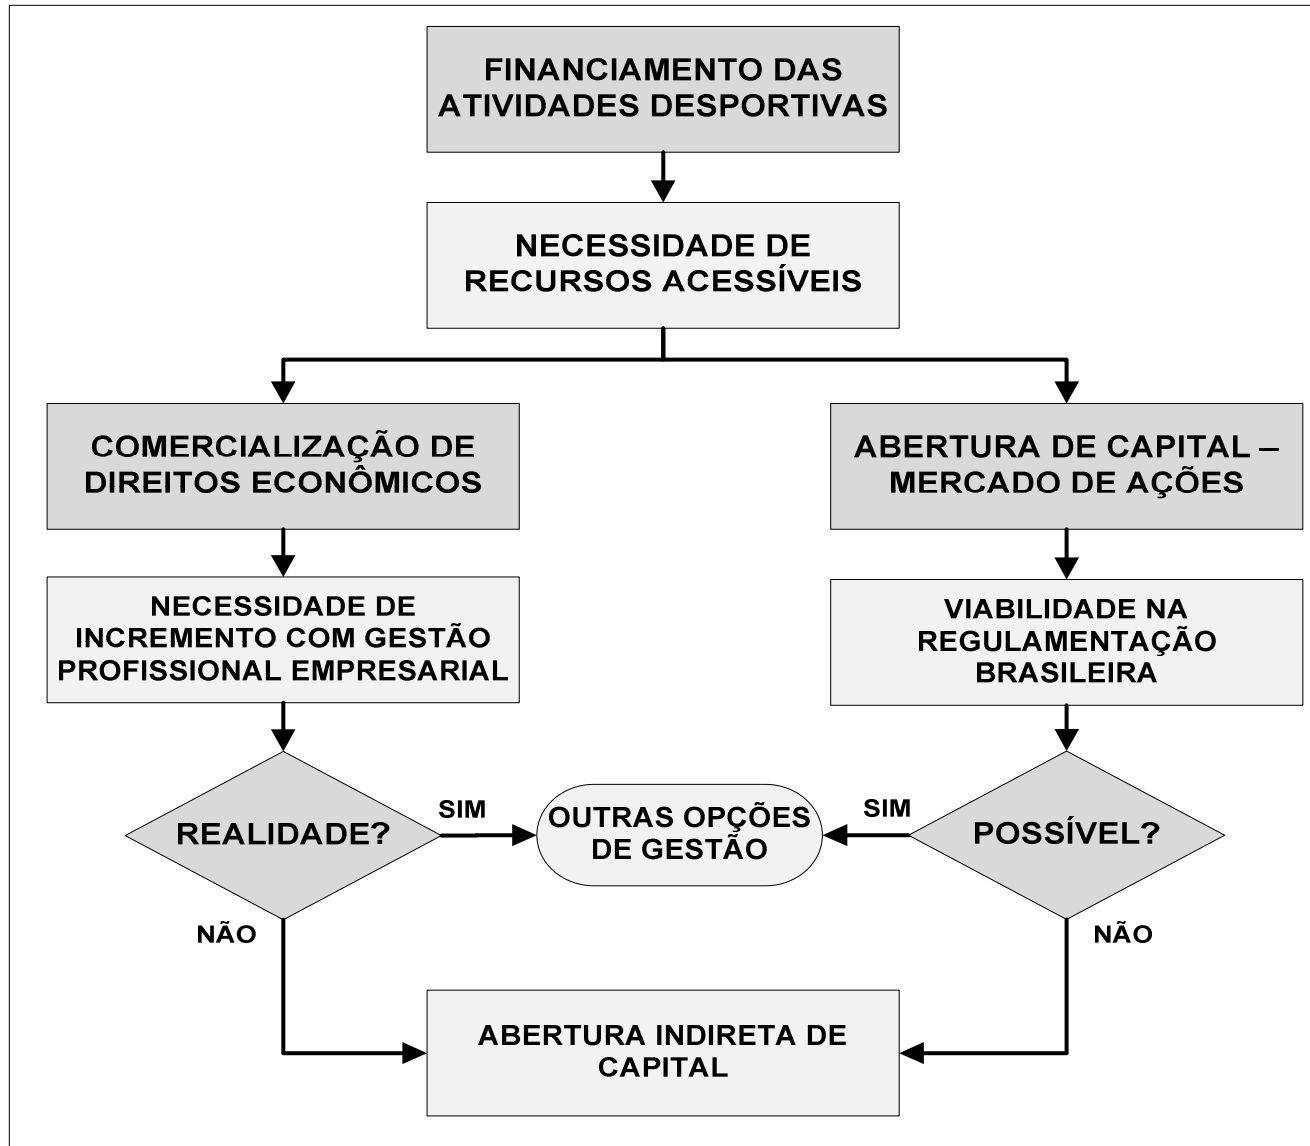 FINANCIAMENTO DAS
ATIVIDADES DESPORTIVAS
NECESSIDADE DE
RECURSOS ACESSÍVEIS
COMERCIALIZAÇÃO DE
DIREITOS ECONÔMICOS
ABERTURA DE CAPITAL –
MERCADO DE AÇÕES
NECESSIDADE DE
INCREMENTO COM GESTÃO
PROFISSIONAL EMPRESARIAL
VIABILIDADE NA
REGULAMENTAÇÃO
BRASILEIRA
REALIDADE?
SIM
OUTRAS OPÇÕES
DE GESTÃO
SIM
POSSÍVEL?
NÃO
NÃO
ABERTURA INDIRETA DE
CAPITAL